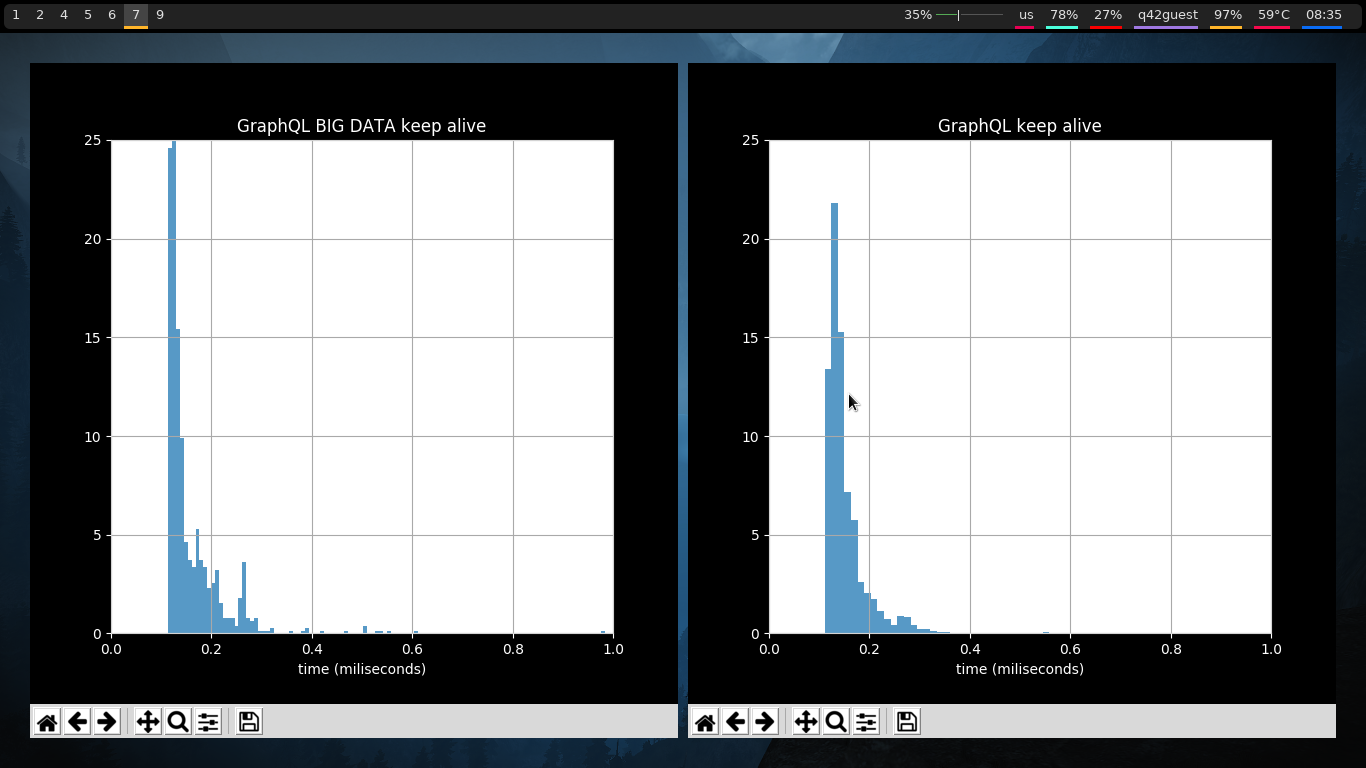 1 2 4 5 6 7 9 35% us 78% 27% q42guest 97% 59°C 08:35
GraphQL BIG DATA keep alive
25
20
15
10
5
0
0.0 0.2 0.4 0.6 0.8 1.0
time (miliseconds)
GraphQL keep alive
25
20
15
10
5
0
0.0 0.2 0.4 0.6 0.8 1.0
time (miliseconds)